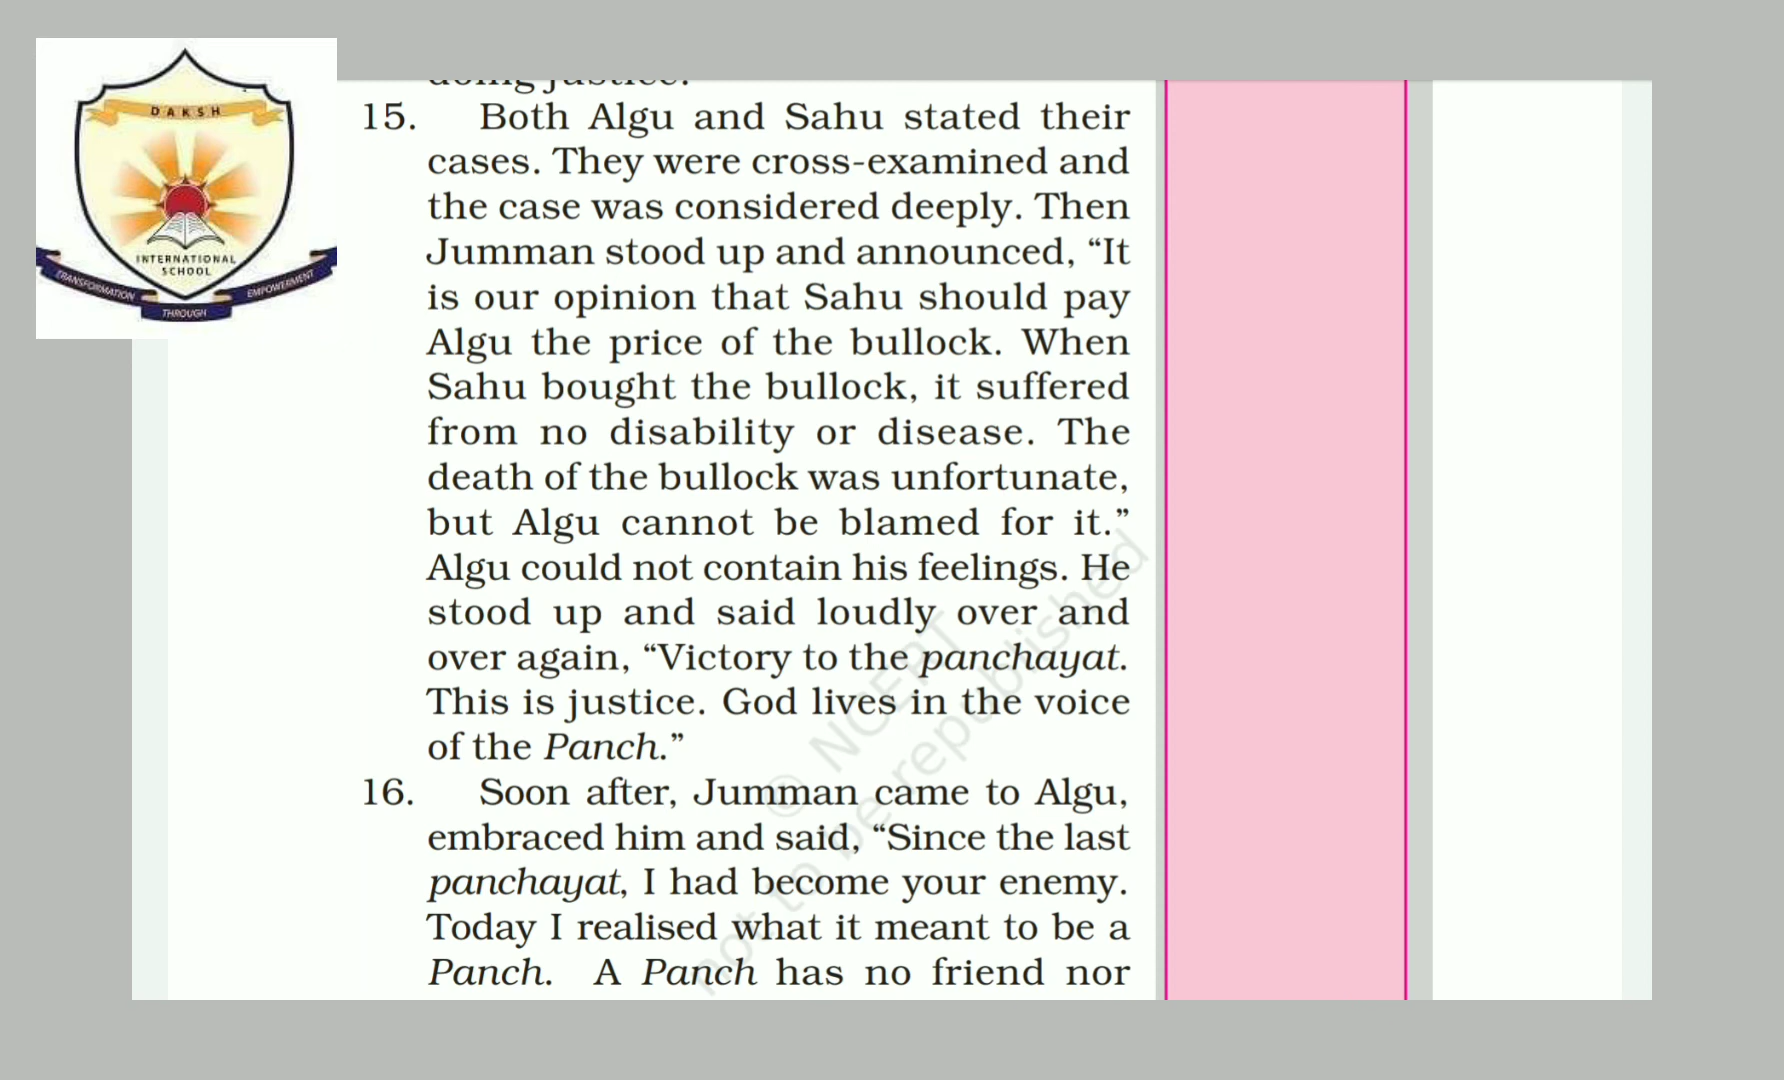 DAKSH
INTERNATIONAL
SCHOOL
TRANSFORMATION
THROUGH
EMPOWERMENT
doing justice.
15. Both Algu and Sahu stated their
cases. They were cross-examined and
the case was considered deeply. Then
Jumman stood up and announced, “It
is our opinion that Sahu should pay
Algu the price of the bullock. When
Sahu bought the bullock, it suffered
from no disability or disease. The
death of the bullock was unfortunate,
but Algu cannot be blamed for it.”
Algu could not contain his feelings. He
stood up and said loudly over and
over again, “Victory to the panchayat.
This is justice. God lives in the voice
of the Panch.”
16. Soon after, Jumman came to Algu,
embraced him and said, “Since the last
panchayat, I had become your enemy.
Today I realised what it meant to be a
Panch. A Panch has no friend nor
© NCERT
not to be republished